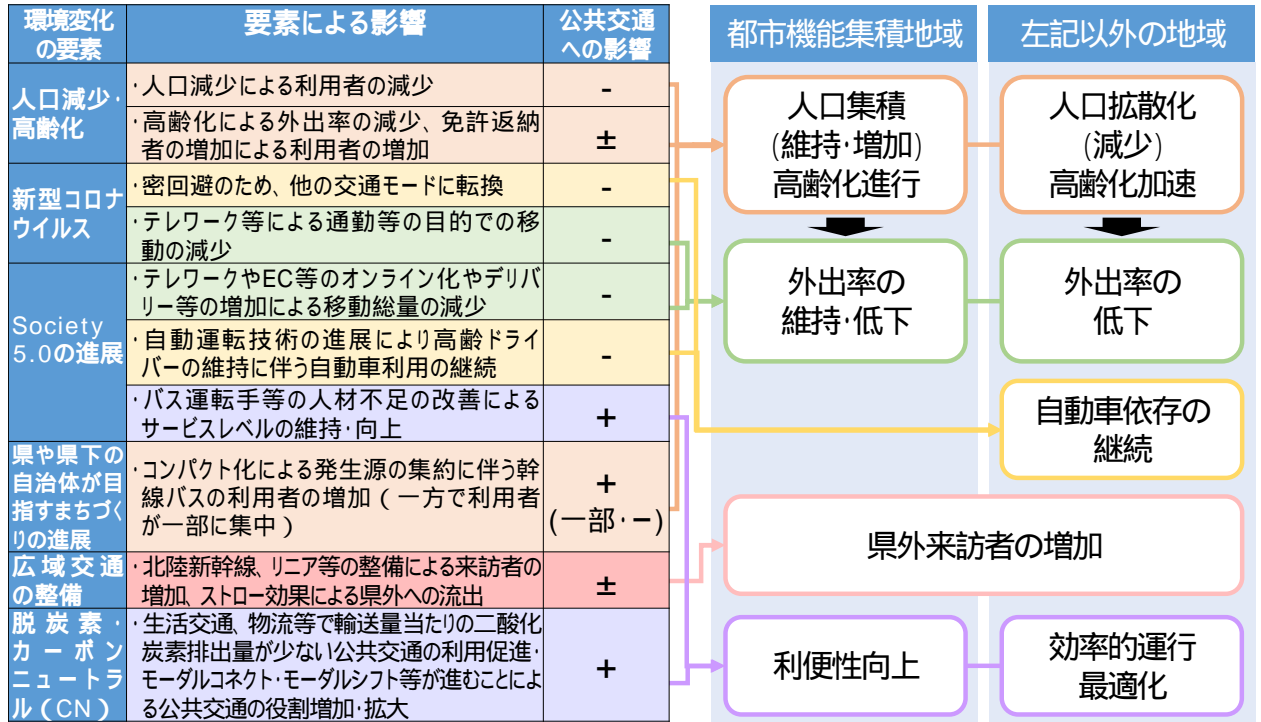 環境変化
の要素
要素による影響
公共交通
への影響
人口減少・
高齢化
・人口減少による利用者の減少
-
・高齢化による外出率の減少、免許返納
者の増加による利用者の増加
±
新型コロナ
ウイルス
・密回避のため、他の交通モードに転換
-
・テレワーク等による通勤等の目的での移
動の減少
-
Society
5.0の進展
・テレワークやEC等のオンライン化やデリバ
リー等の増加による移動総量の減少
-
・自動運転技術の進展により高齢ドライ
バーの維持に伴う自動車利用の継続
-
・バス運転手等の人材不足の改善による
サービスレベルの維持・向上
+
県や県下の
自治体が目
指すまちづく
りの進展
・コンパクト化による発生源の集約に伴う幹
線バスの利用者の増加(一方で利用者
が一部に集中)
+
(一部・ー)
広域交通
の整備
・北陸新幹線、リニア等の整備による来訪者の
増加、ストロー効果による県外への流出
±
脱炭素・
カーボン
ニュートラ
ル(CN)
・生活交通、物流等で輸送量当たりの二酸化
炭素排出量が少ない公共交通の利用促進・
モーダルコネクト・モーダルシフト等が進むことによ
る公共交通の役割増加・拡大
+
都市機能集積地域
左記以外の地域
人口集積
(維持・増加)
高齢化進行
人口拡散化
(減少)
高齢化加速
外出率の
維持・低下
外出率の
低下
自動車依存の
継続
県外来訪者の増加
利便性向上
効率的運行
最適化